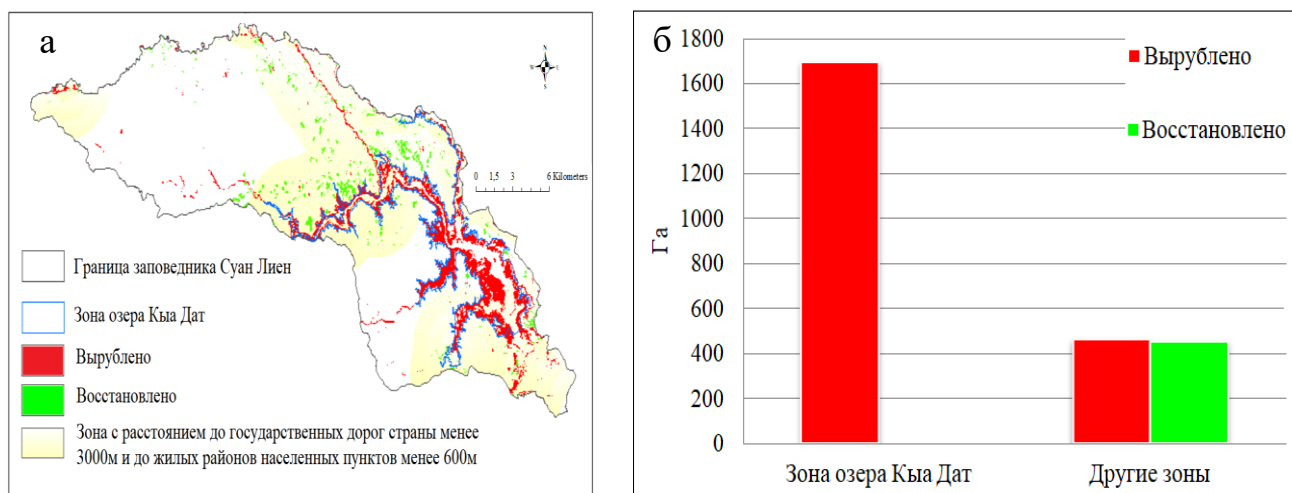 а
N
W
E
S
0 1,5 3 6 Kilometers
Граница заповедника Суан Лиен
Зона озера Кыа Дат
Вырублено
Восстановлено
Зона с расстоянием до государственных дорог страны менее
3000м и до жилых районов населенных пунктов менее 600м
б
1800
1600
1400
1200
1000
800
600
400
200
0
Га
Вырублено
Восстановлено
Зона озера Кыа Дат
Другие зоны